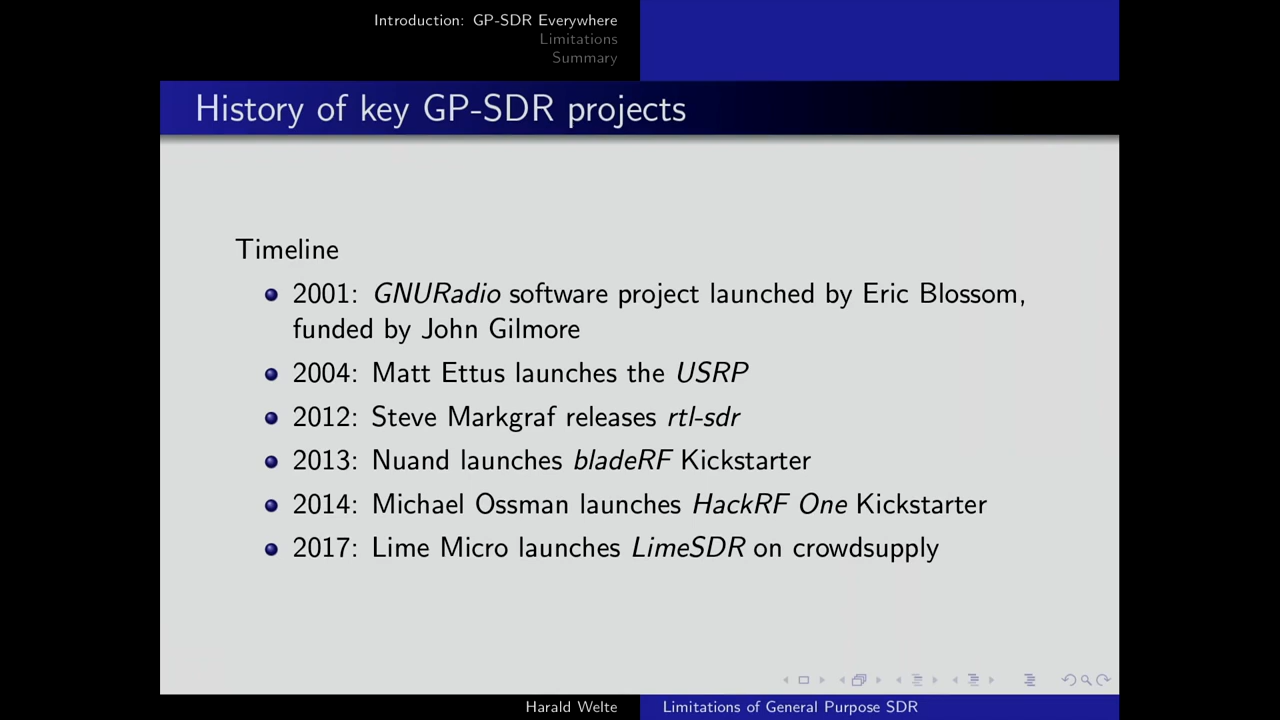 Introduction: GP-SDR Everywhere
Limitations
Summary
History of key GP-SDR projects
Timeline
2001: GNURadio software project launched by Eric Blossom,
funded by John Gilmore
2004: Matt Ettus launches the USRP
2012: Steve Markgraf releases rtl-sdr
2013: Nuand launches bladeRF Kickstarter
2014: Michael Ossman launches HackRF One Kickstarter
2017: Lime Micro launches LimeSDR on crowdsupply
Harald Welte
Limitations of General Purpose SDR